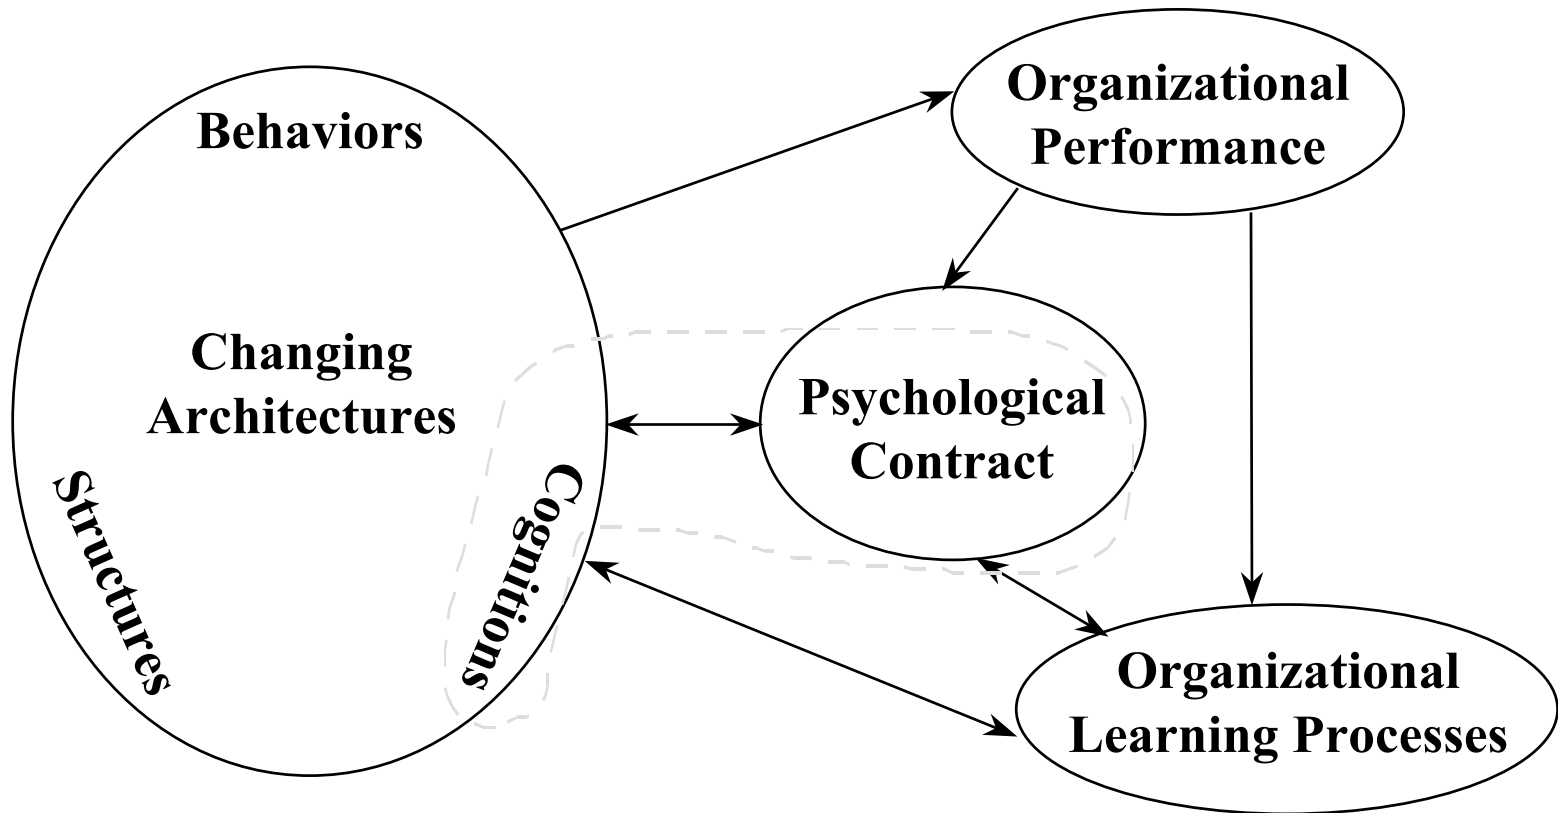 Behaviors
Changing
Architectures
Structures
Cognitions
Organizational
Performance
Psychological
Contract
Organizational
Learning Processes